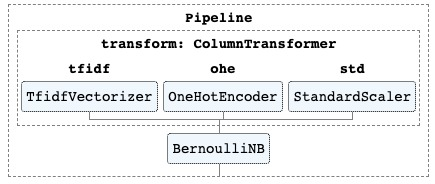 Pipeline
transform: ColumnTransformer
tfidf ohe std
TfidfVectorizer OneHotEncoder StandardScaler
BernoulliNB